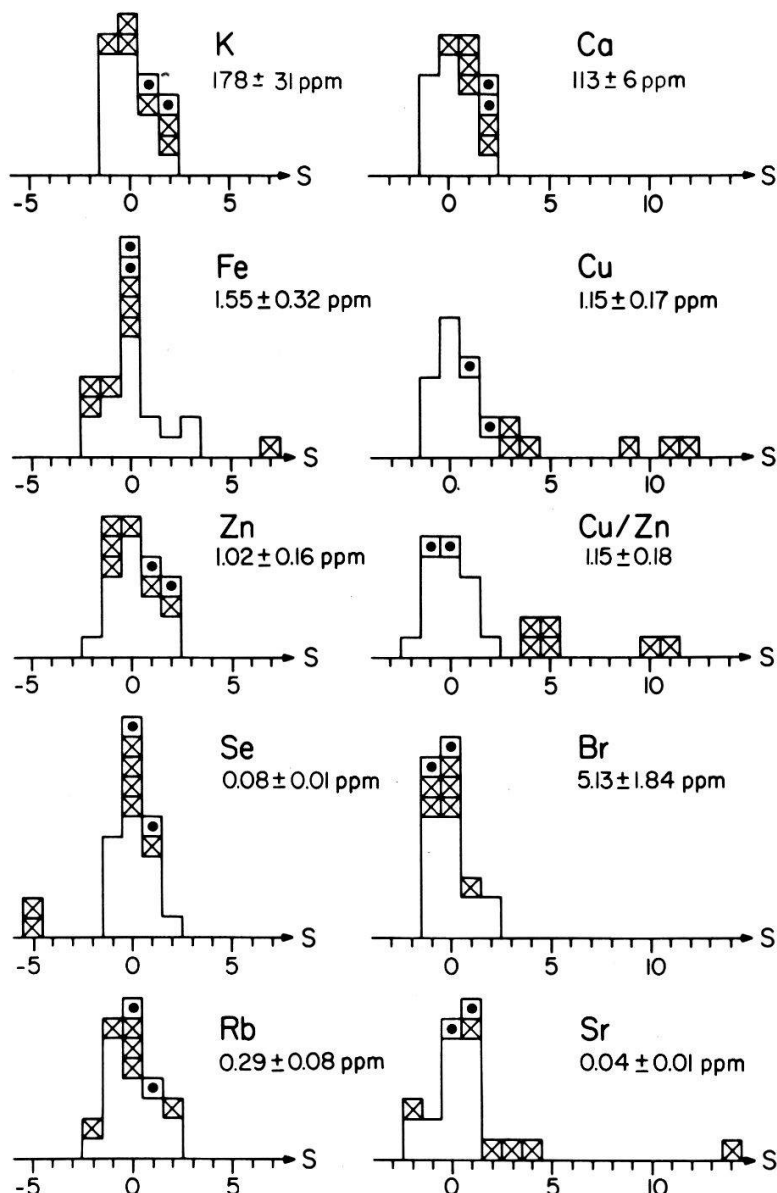 K
178 ± 31 ppm
S
-5 0 5
Ca
113 ± 6 ppm
S
0 5 10
Fe
1.55 ± 0.32 ppm
S
-5 0 5
Cu
1.15 ± 0.17 ppm
S
0. 5 10
Zn
1.02 ± 0.16 ppm
S
-5 0 5
Cu/Zn
1.15 ± 0.18
S
0 5 10
Se
0.08 ± 0.01 ppm
S
-5 0 5
Br
5.13 ± 1.84 ppm
S
0 5 10
Rb
0.29 ± 0.08 ppm
S
-5 0 5
Sr
0.04 ± 0.01 ppm
S
0 5 10